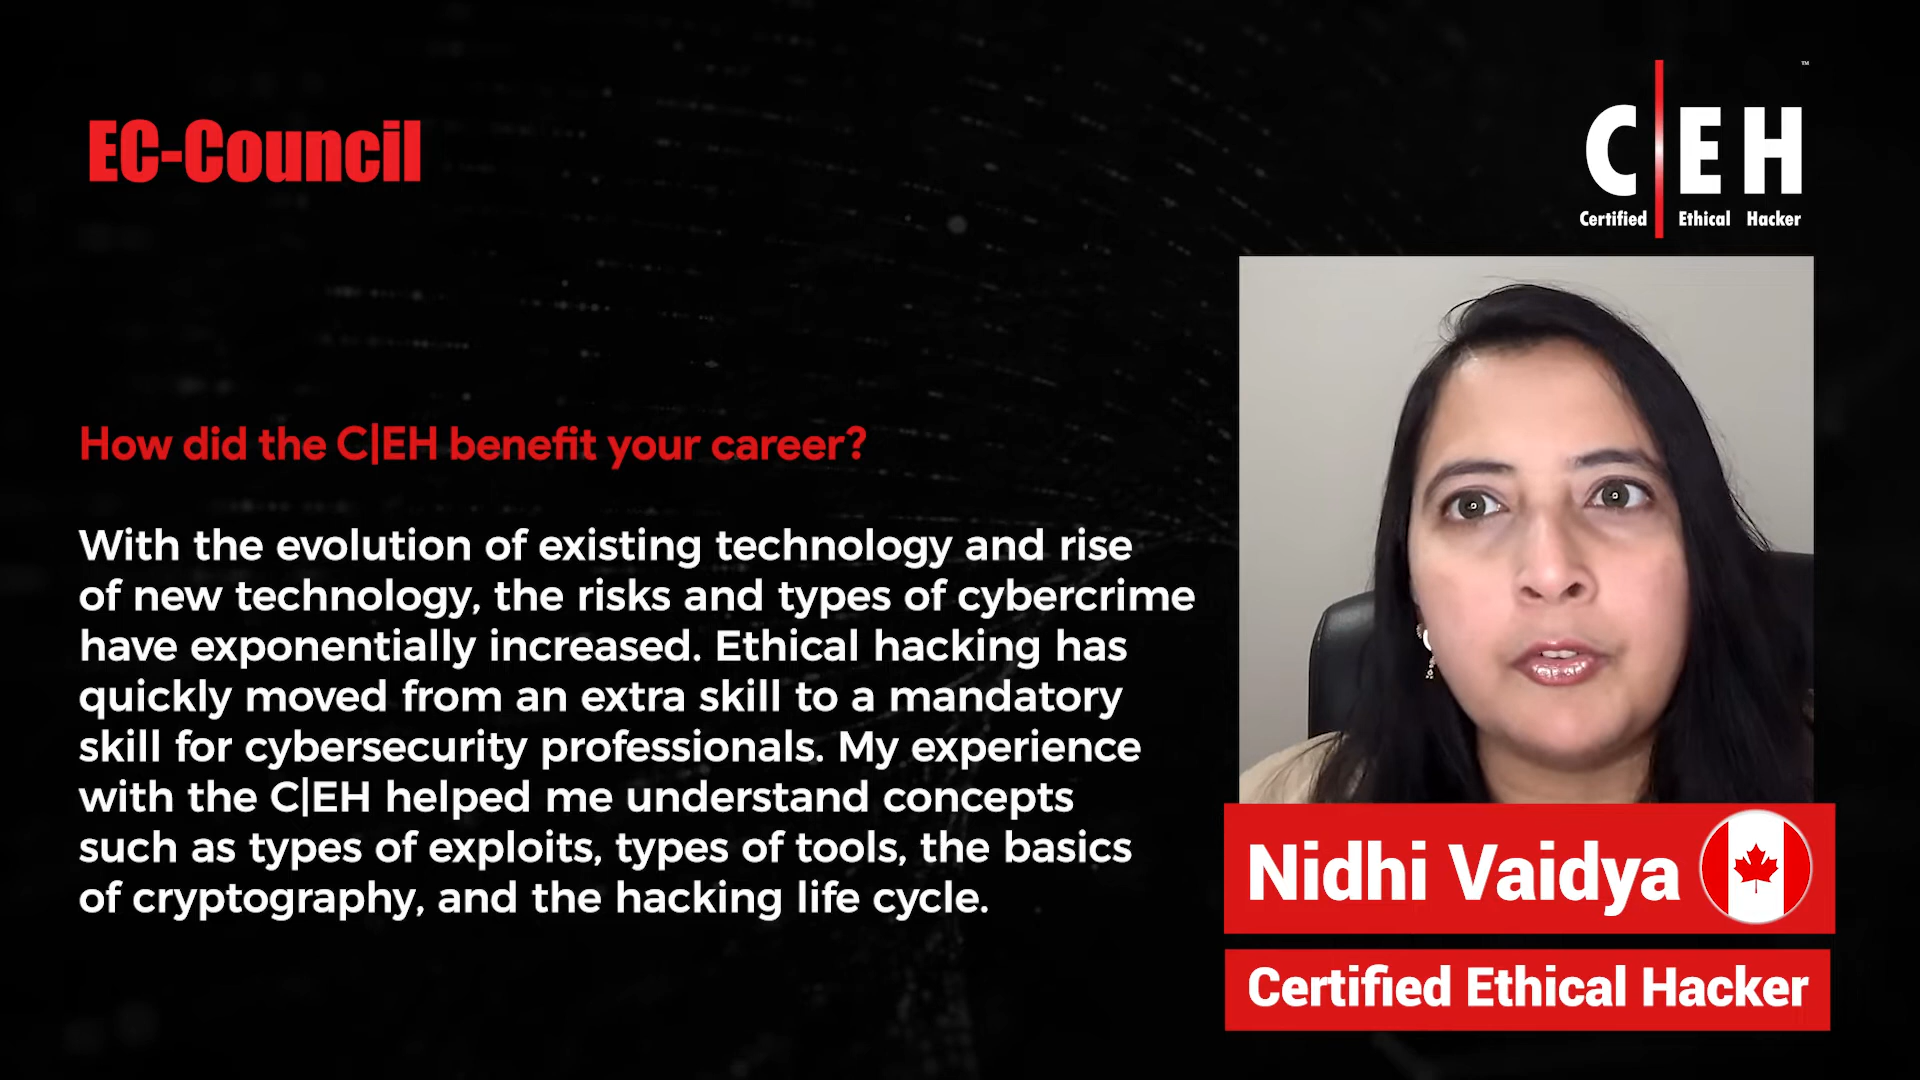 EC-Council
C|EH
™
Certified Ethical Hacker
How did the C|EH benefit your career?
With the evolution of existing technology and rise
of new technology, the risks and types of cybercrime
have exponentially increased. Ethical hacking has
quickly moved from an extra skill to a mandatory
skill for cybersecurity professionals. My experience
with the C|EH helped me understand concepts
such as types of exploits, types of tools, the basics
of cryptography, and the hacking life cycle.
Nidhi Vaidya
Certified Ethical Hacker